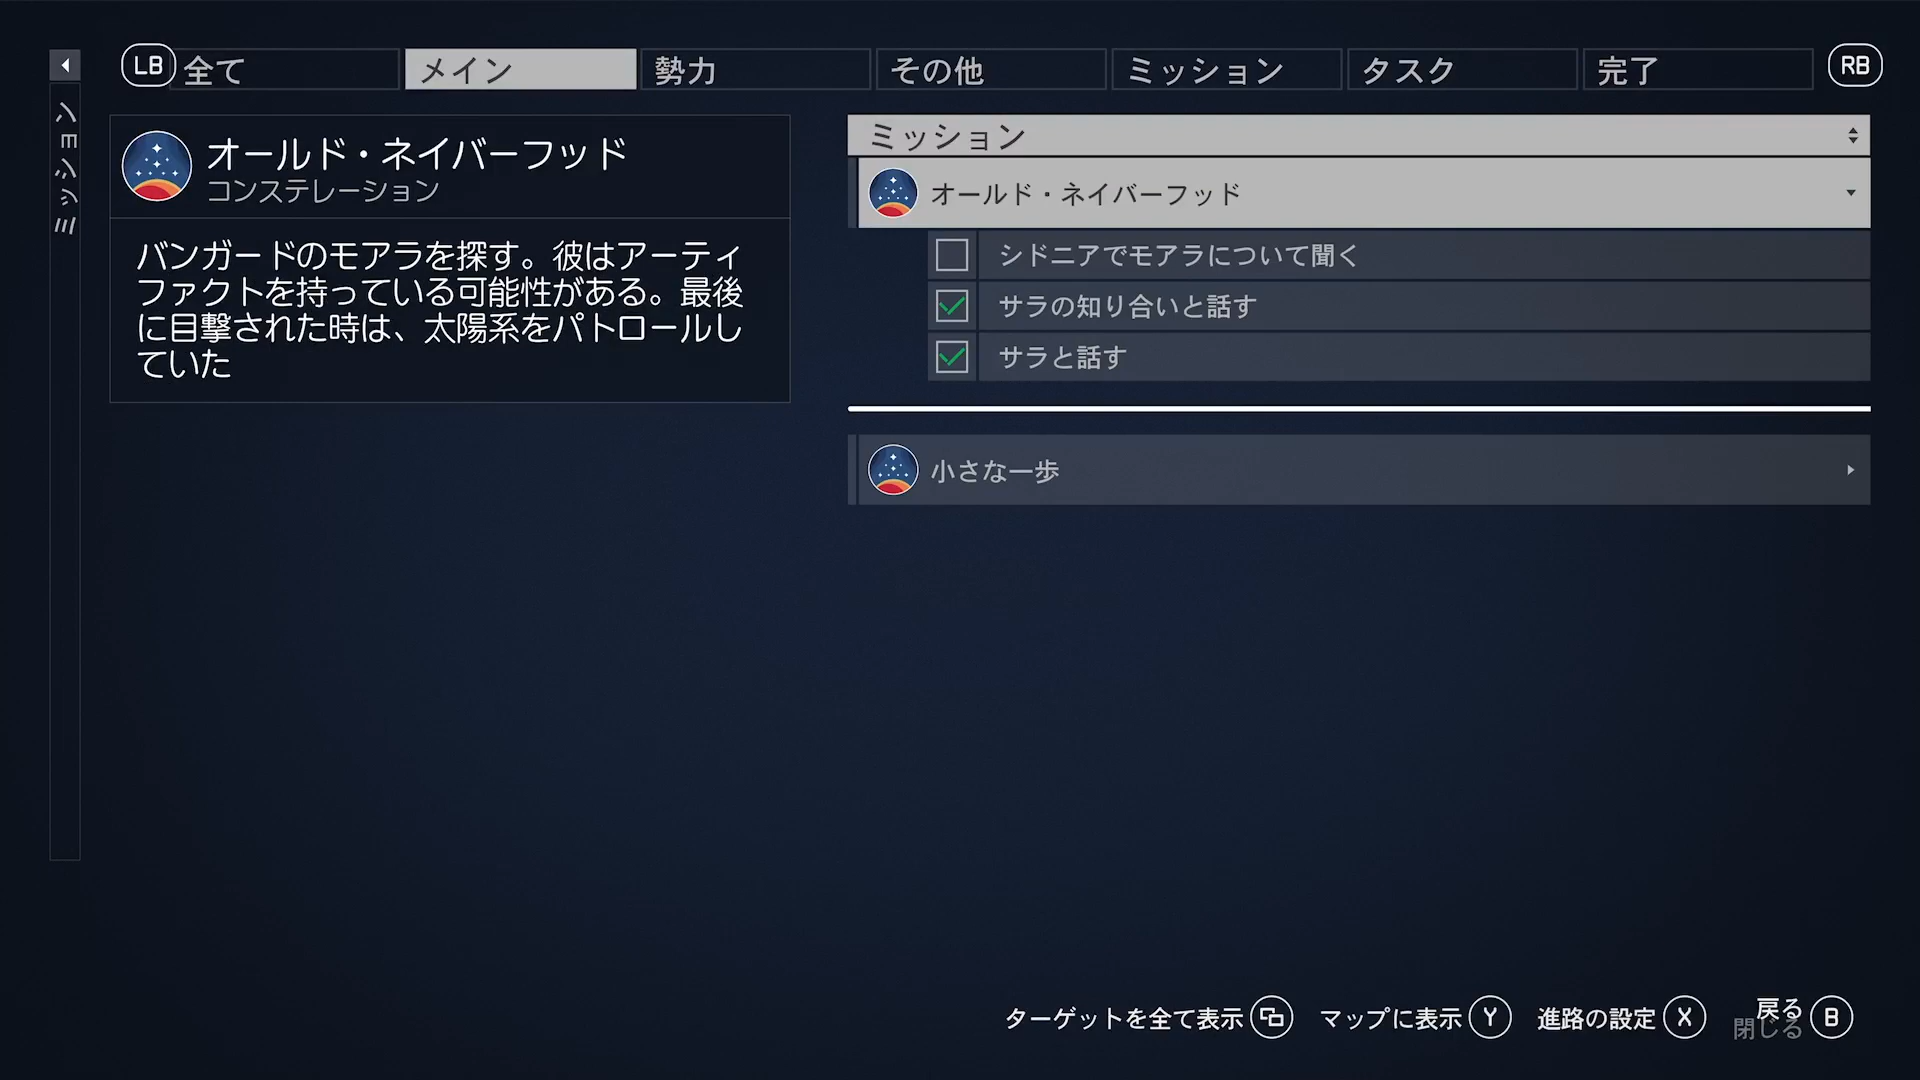 LB 全て メイン 勢力 その他 ミッション タスク 完了 RB
ミッション
オールド・ネイバーフッド
コンステレーション
バンガードのモアラを探す。彼はアーティ
ファクトを持っている可能性がある。最後
に目撃された時は、太陽系をパトロールし
ていた
ミッション
オールド・ネイバーフッド
シドニアでモアラについて聞く
サラの知り合いと話す
サラと話す
小さな一歩
ターゲットを全て表示 マップに表示 Y 進路の設定 X 戻る B
閉じる